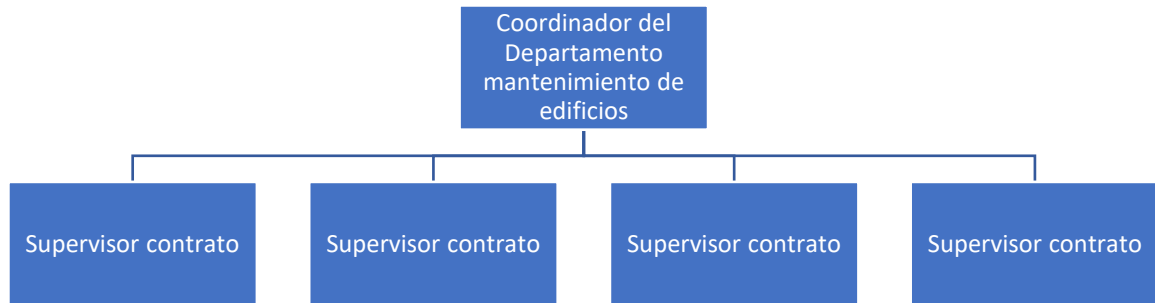 Coordinador del
Departamento
mantenimiento de
edificios
Supervisor contrato
Supervisor contrato
Supervisor contrato
Supervisor contrato